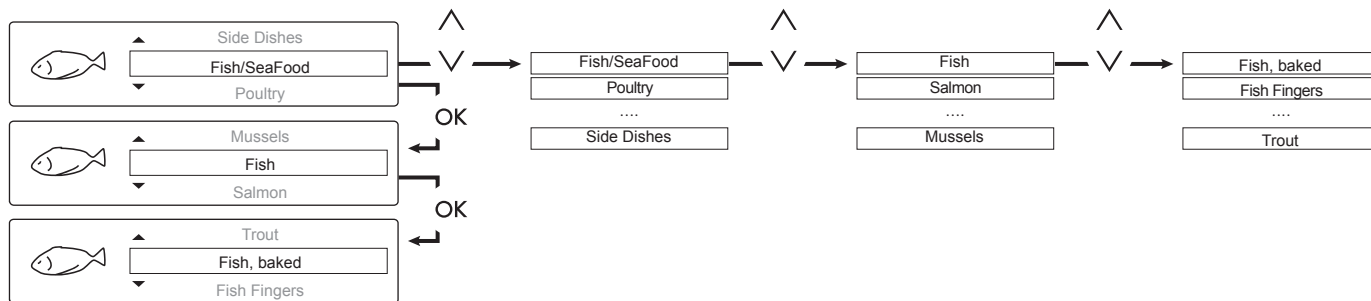 Side Dishes
Fish/SeaFood
Poultry
OK
Mussels
Fish
Salmon
OK
Trout
Fish, baked
Fish Fingers
Fish/SeaFood
Poultry
....
Side Dishes
Fish
Salmon
....
Mussels
Fish, baked
Fish Fingers
....
Trout